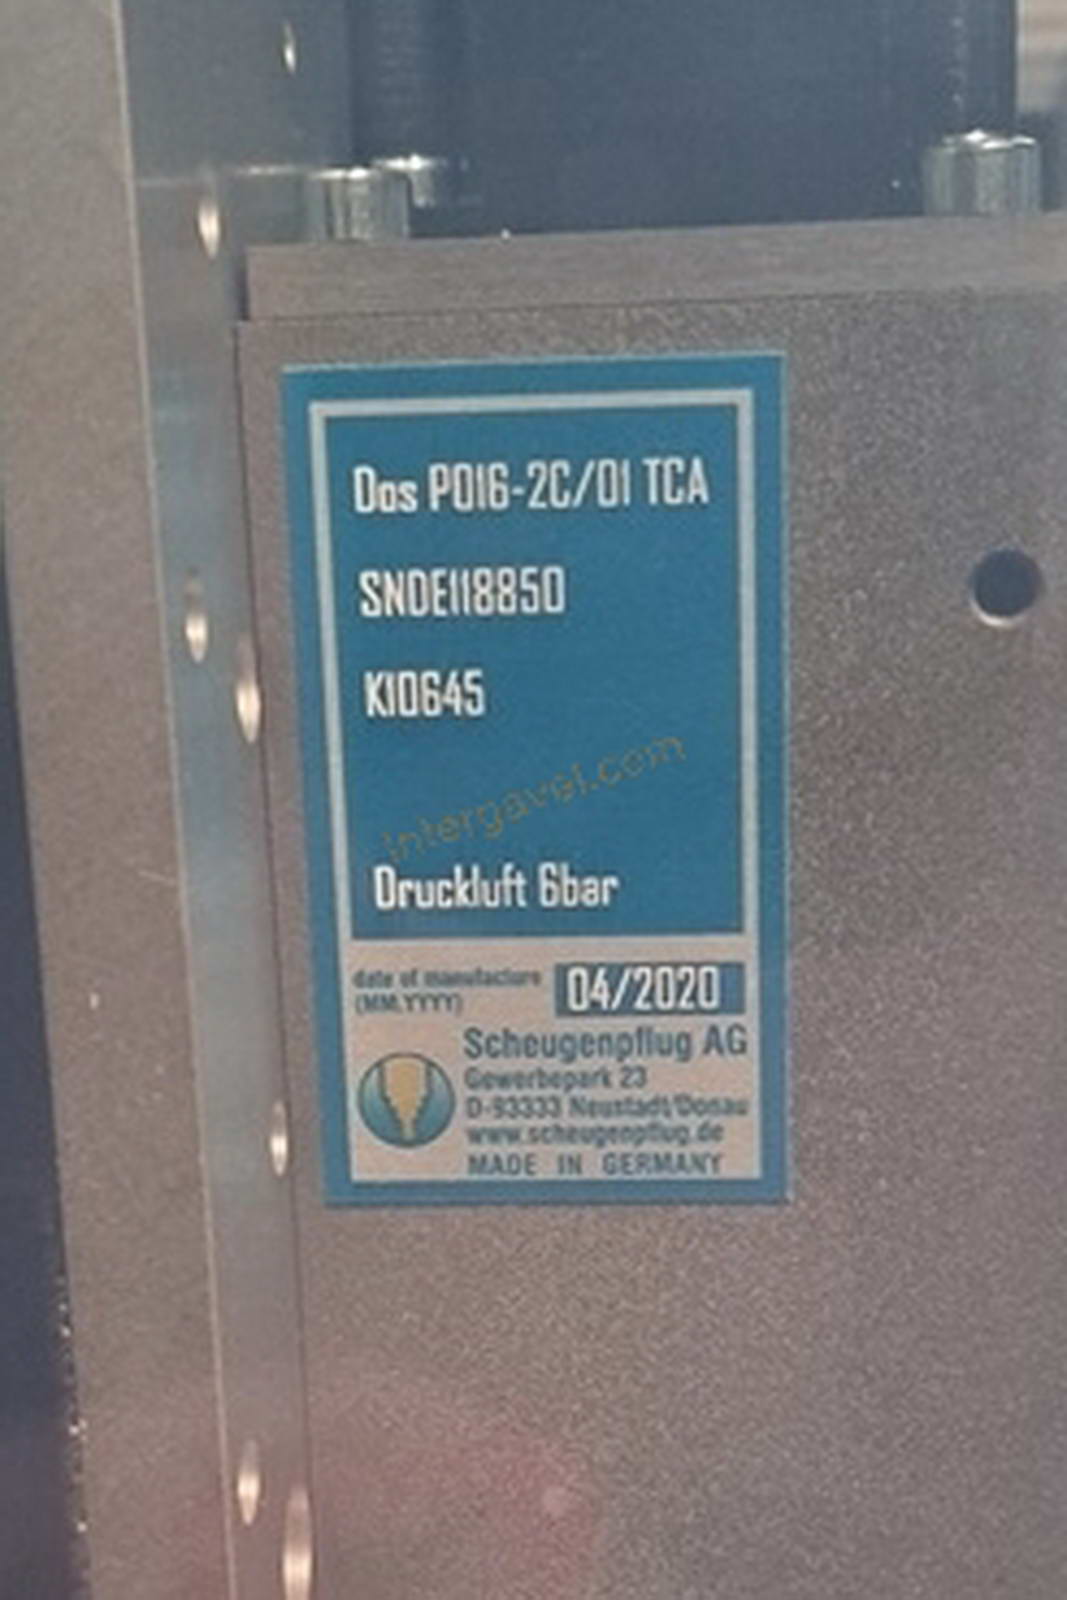 Dos P016-2C/01 TCA
SNDE118850
K10645
intergavel.com
Druckluft 6bar
date of manufacture
(MM.YYYY)
04/2020
Scheugenpflug AG
Gewerbepark 23
D-93333 Neustadt/Donau
www.scheugenpflug.de
MADE IN GERMANY